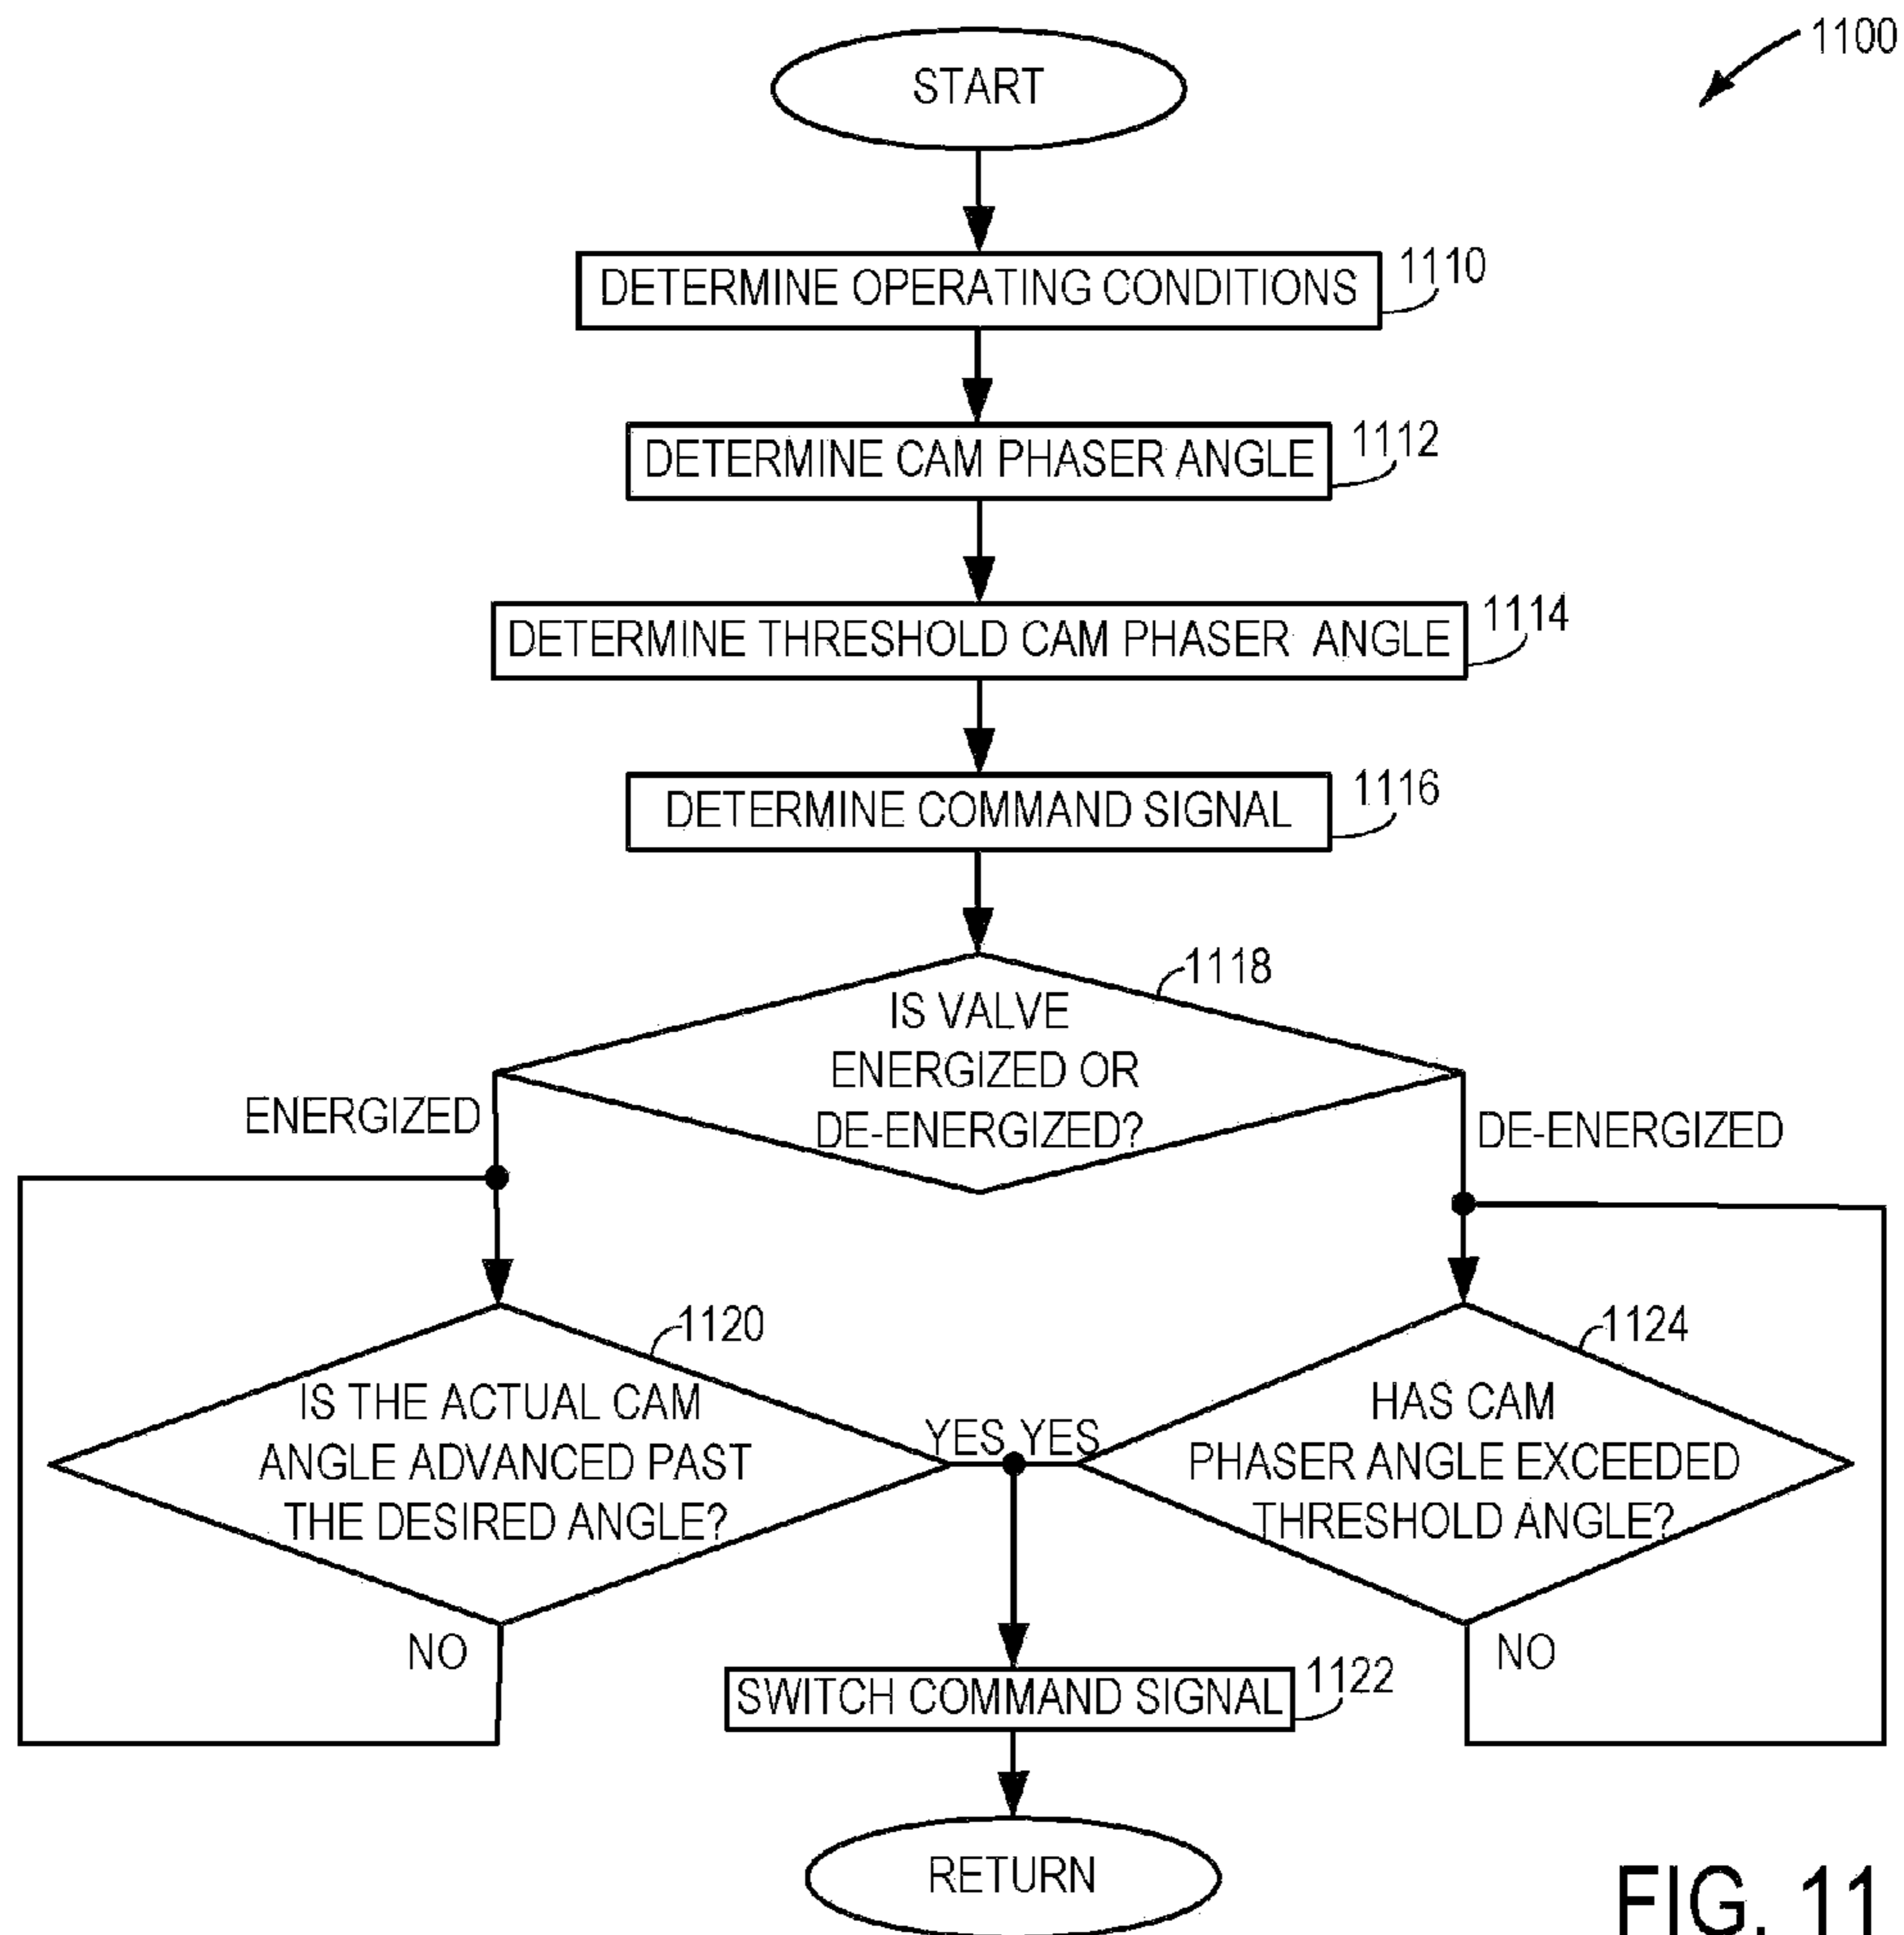 1100
START
DETERMINE OPERATING CONDITIONS
1110
DETERMINE CAM PHASER ANGLE
1112
DETERMINE THRESHOLD CAM PHASER ANGLE
1114
DETERMINE COMMAND SIGNAL
1116
IS VALVE
ENERGIZED OR
DE-ENERGIZED?
1118
ENERGIZED
DE-ENERGIZED
IS THE ACTUAL CAM
ANGLE ADVANCED PAST
THE DESIRED ANGLE?
1120
YES YES
HAS CAM
PHASER ANGLE EXCEEDED
THRESHOLD ANGLE?
1124
NO
NO
SWITCH COMMAND SIGNAL
1122
RETURN
FIG. 11